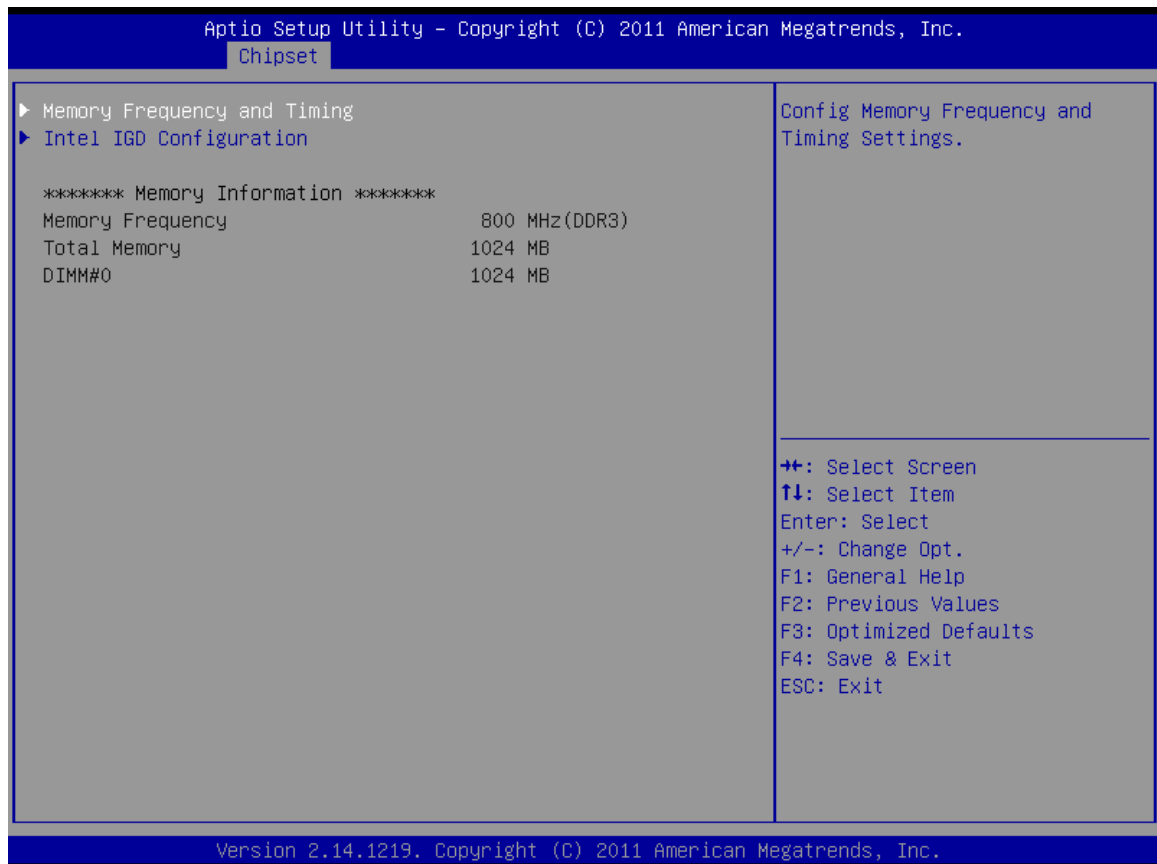 Aptio Setup Utility – Copyright (C) 2011 American Megatrends, Inc.
Chipset
▶ Memory Frequency and Timing
▶ Intel IGD Configuration
******* Memory Information *******
Memory Frequency 800 MHz(DDR3)
Total Memory 1024 MB
DIMM#0 1024 MB
Config Memory Frequency and
Timing Settings.
→←: Select Screen
↑↓: Select Item
Enter: Select
+/-: Change Opt.
F1: General Help
F2: Previous Values
F3: Optimized Defaults
F4: Save & Exit
ESC: Exit
Version 2.14.1219. Copyright (C) 2011 American Megatrends, Inc.